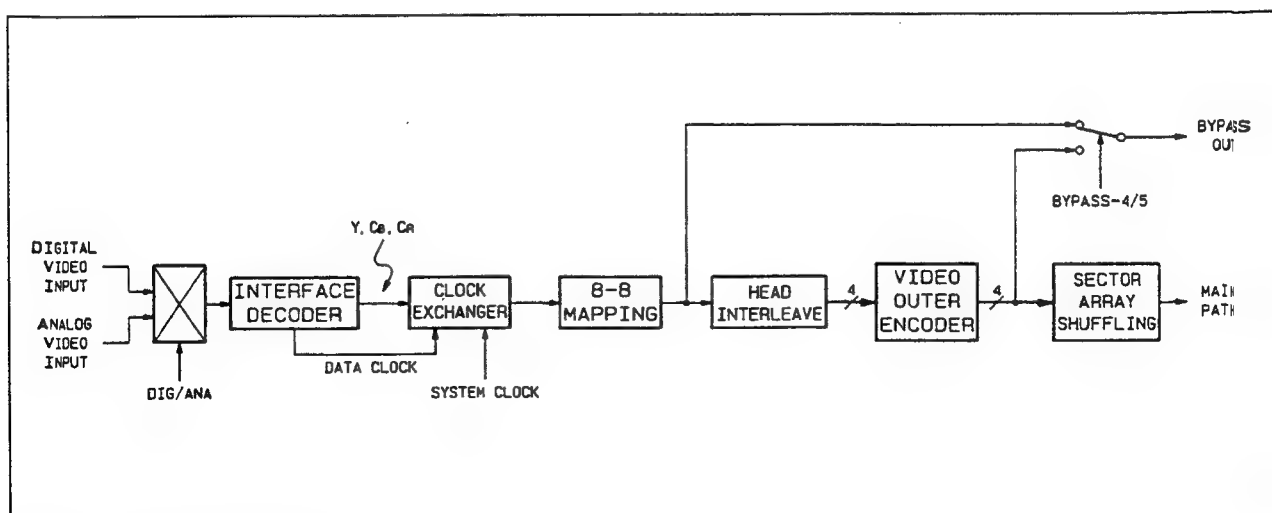 BYPASS
OUT
BYPASS-4/5
Y, CB, CR
DIGITAL
VIDEO
INPUT
ANALOG
VIDEO
INPUT
DIG/ANA
INTERFACE
DECODER
DATA CLOCK
CLOCK
EXCHANGER
SYSTEM CLOCK
8-8
MAPPING
HEAD
INTERLEAVE
4
VIDEO
OUTER
ENCODER
4
SECTOR
ARRAY
SHUFFLING
MAIN
PATH